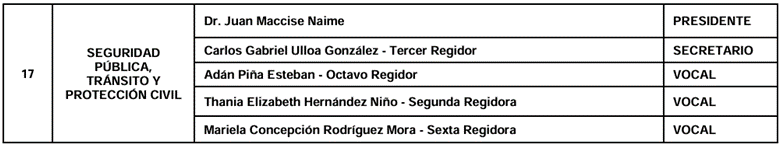 17
SEGURIDAD
PÚBLICA,
TRÁNSITO Y
PROTECCIÓN CIVIL
Dr. Juan Maccise Naime PRESIDENTE
Carlos Gabriel Ulloa González - Tercer Regidor SECRETARIO
Adán Piña Esteban - Octavo Regidor VOCAL
Thania Elizabeth Hernández Niño - Segunda Regidora VOCAL
Mariela Concepción Rodríguez Mora - Sexta Regidora VOCAL